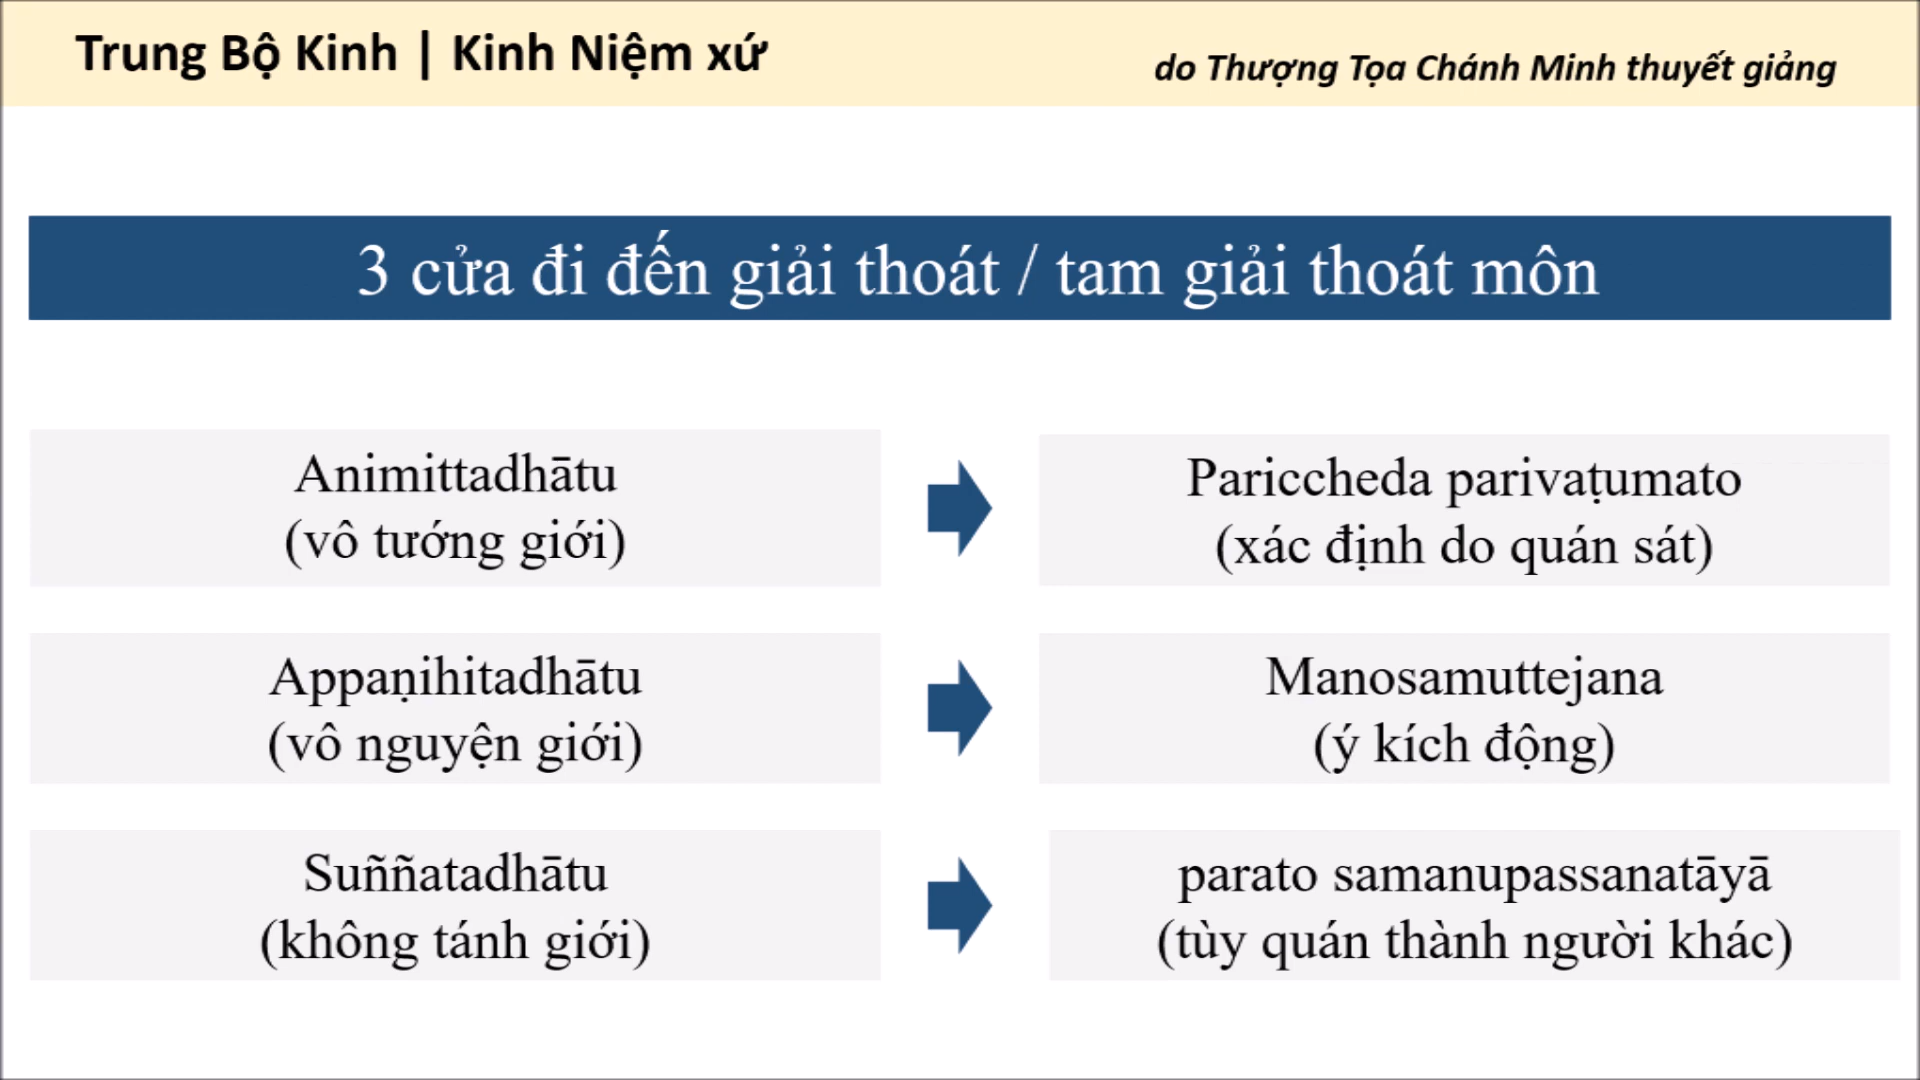 Trung Bộ Kinh | Kinh Niệm xứ
do Thượng Tọa Chánh Minh thuyết giảng
3 cửa đi đến giải thoát / tam giải thoát môn
Animittadhātu
(vô tướng giới)
Pariccheda parivaṭumato
(xác định do quán sát)
Appaṇihitadhātu
(vô nguyện giới)
Manosamuttejana
(ý kích động)
Suññatadhātu
(không tánh giới)
parato samanupassanatāyā
(tùy quán thành người khác)